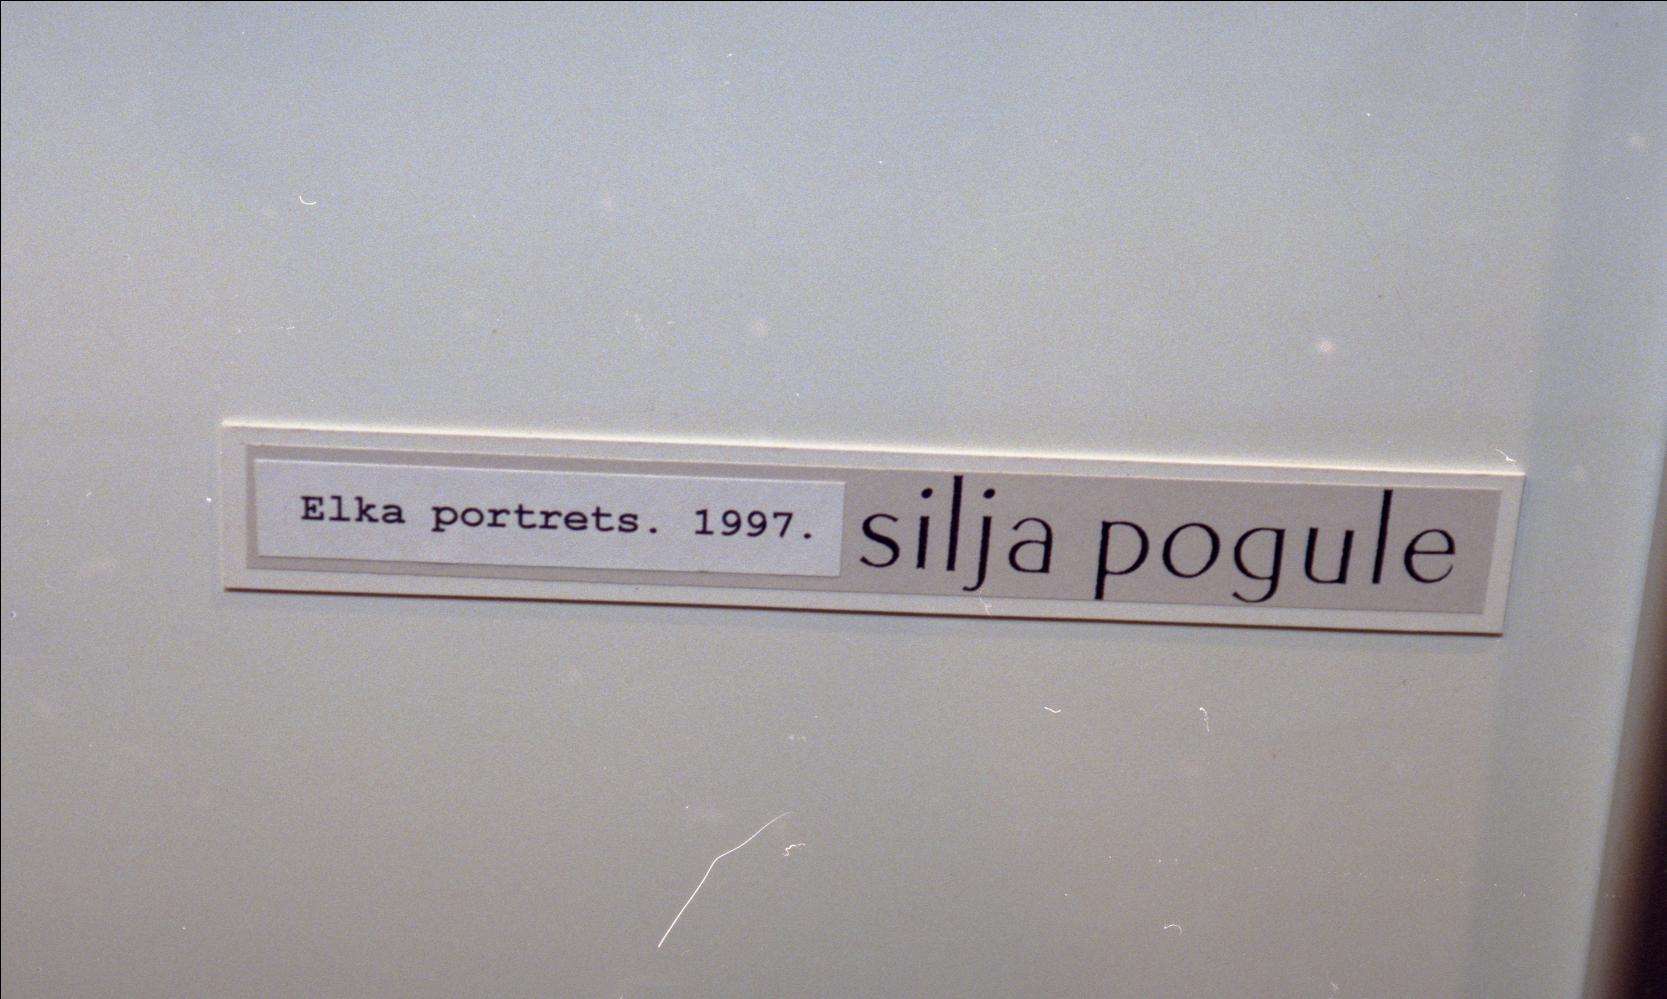 Elka portrets. 1997. silja pogule